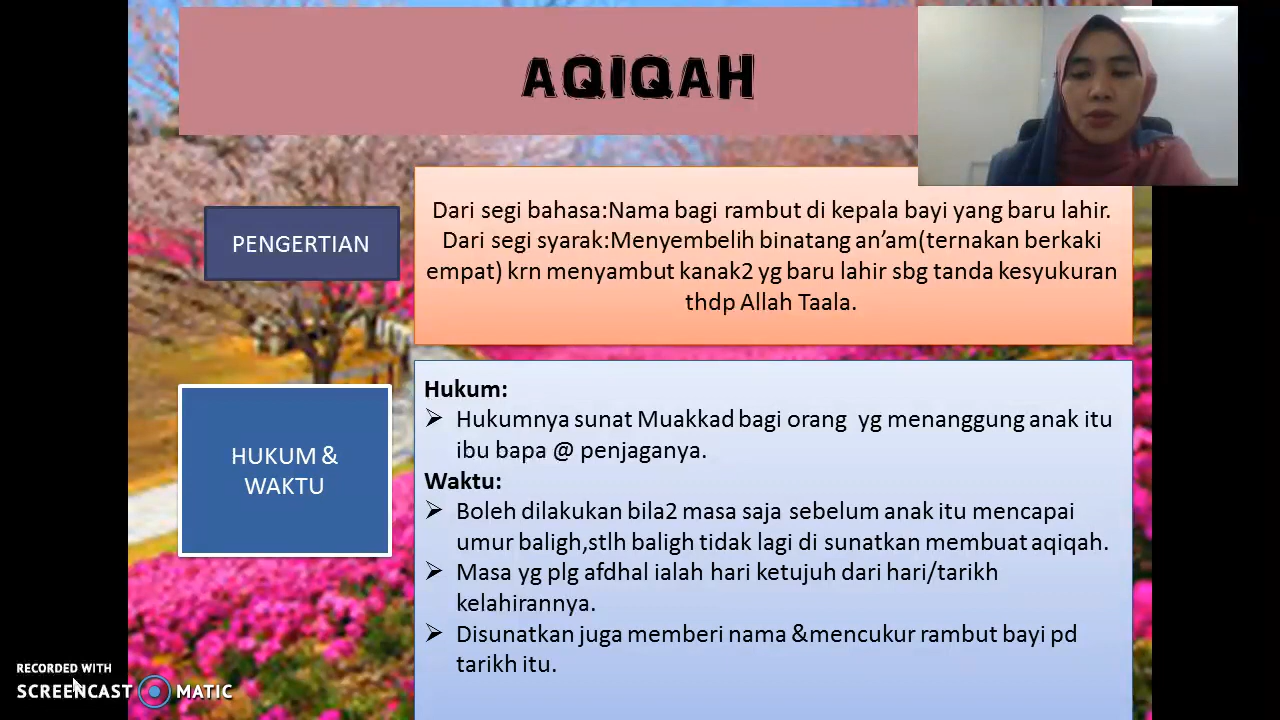 AQIQAH
PENGERTIAN
Dari segi bahasa:Nama bagi rambut di kepala bayi yang baru lahir.
Dari segi syarak:Menyembelih binatang an’am(ternakan berkaki
empat) krn menyambut kanak2 yg baru lahir sbg tanda kesyukuran
thdp Allah Taala.
HUKUM &
WAKTU
Hukum:
➢ Hukumnya sunat Muakkad bagi orang yg menanggung anak itu
ibu bapa @ penjaganya.
Waktu:
➢ Boleh dilakukan bila2 masa saja sebelum anak itu mencapai
umur baligh,stlh baligh tidak lagi di sunatkan membuat aqiqah.
➢ Masa yg plg afdhal ialah hari ketujuh dari hari/tarikh
kelahirannya.
➢ Disunatkan juga memberi nama &mencukur rambut bayi pd
tarikh itu.
RECORDED WITH
SCREENCAST MATIC